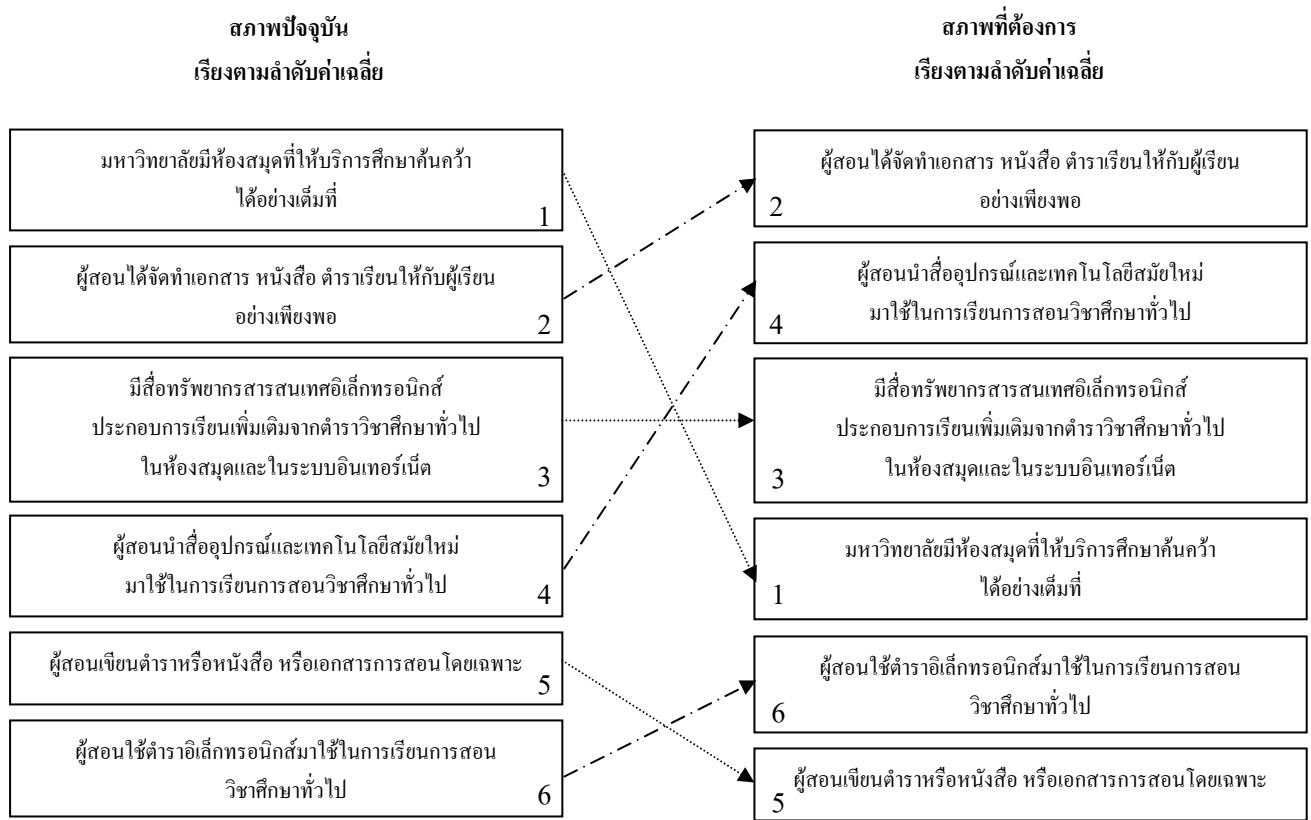 สภาพปัจจุบัน
เรียงตามลำดับค่าเฉลี่ย
มหาวิทยาลัยมีห้องสมุดที่ให้บริการศึกษาค้นคว้า
ได้อย่างเต็มที่
1
ผู้สอนได้จัดทำเอกสาร หนังสือ ตำราเรียนให้กับผู้เรียน
อย่างเพียงพอ
2
มีสื่อทรัพยากรสารสนเทศอิเล็กทรอนิกส์
ประกอบการเรียนเพิ่มเติมจากตำราวิชาศึกษาทั่วไป
ในห้องสมุดและในระบบอินเทอร์เน็ต
3
ผู้สอนนำสื่ออุปกรณ์และเทคโนโลยีสมัยใหม่
มาใช้ในการเรียนการสอนวิชาศึกษาทั่วไป
4
ผู้สอนเขียนตำราหรือหนังสือ หรือเอกสารการสอนโดยเฉพาะ
5
ผู้สอนใช้ตำราอิเล็กทรอนิกส์มาใช้ในการเรียนการสอน
วิชาศึกษาทั่วไป
6
สภาพที่ต้องการ
เรียงตามลำดับค่าเฉลี่ย
ผู้สอนได้จัดทำเอกสาร หนังสือ ตำราเรียนให้กับผู้เรียน
อย่างเพียงพอ
2
ผู้สอนนำสื่ออุปกรณ์และเทคโนโลยีสมัยใหม่
มาใช้ในการเรียนการสอนวิชาศึกษาทั่วไป
4
มีสื่อทรัพยากรสารสนเทศอิเล็กทรอนิกส์
ประกอบการเรียนเพิ่มเติมจากตำราวิชาศึกษาทั่วไป
ในห้องสมุดและในระบบอินเทอร์เน็ต
3
มหาวิทยาลัยมีห้องสมุดที่ให้บริการศึกษาค้นคว้า
ได้อย่างเต็มที่
1
ผู้สอนใช้ตำราอิเล็กทรอนิกส์มาใช้ในการเรียนการสอน
วิชาศึกษาทั่วไป
6
ผู้สอนเขียนตำราหรือหนังสือ หรือเอกสารการสอนโดยเฉพาะ
5